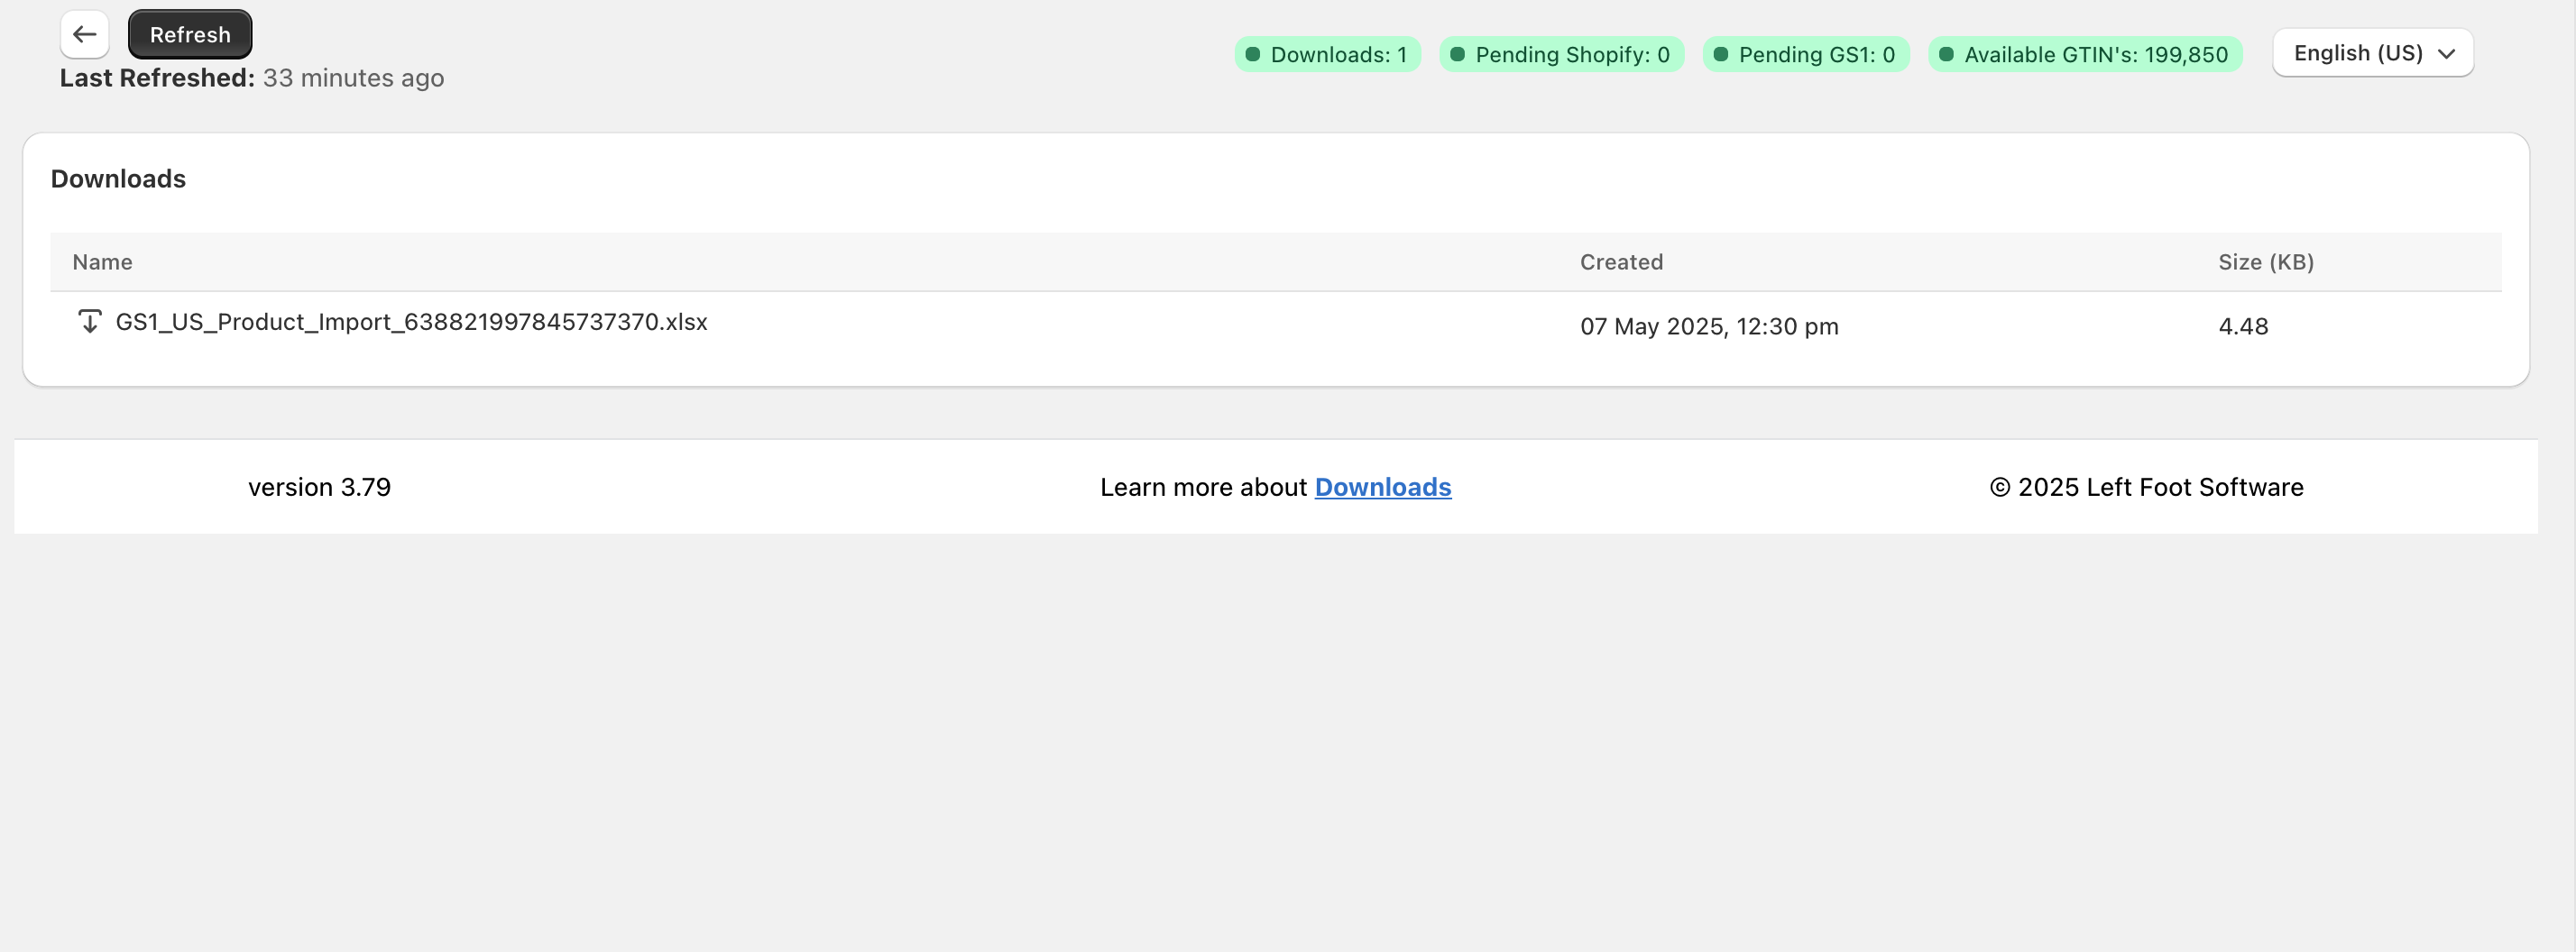 Refresh
Last Refreshed: 33 minutes ago
Downloads: 1
Pending Shopify: 0
Pending GS1: 0
Available GTIN's: 199,850
English (US)
Downloads
Name Created Size (KB)
GS1_US_Product_Import_638821997845737370.xlsx 07 May 2025, 12:30 pm 4.48
version 3.79 Learn more about Downloads © 2025 Left Foot Software